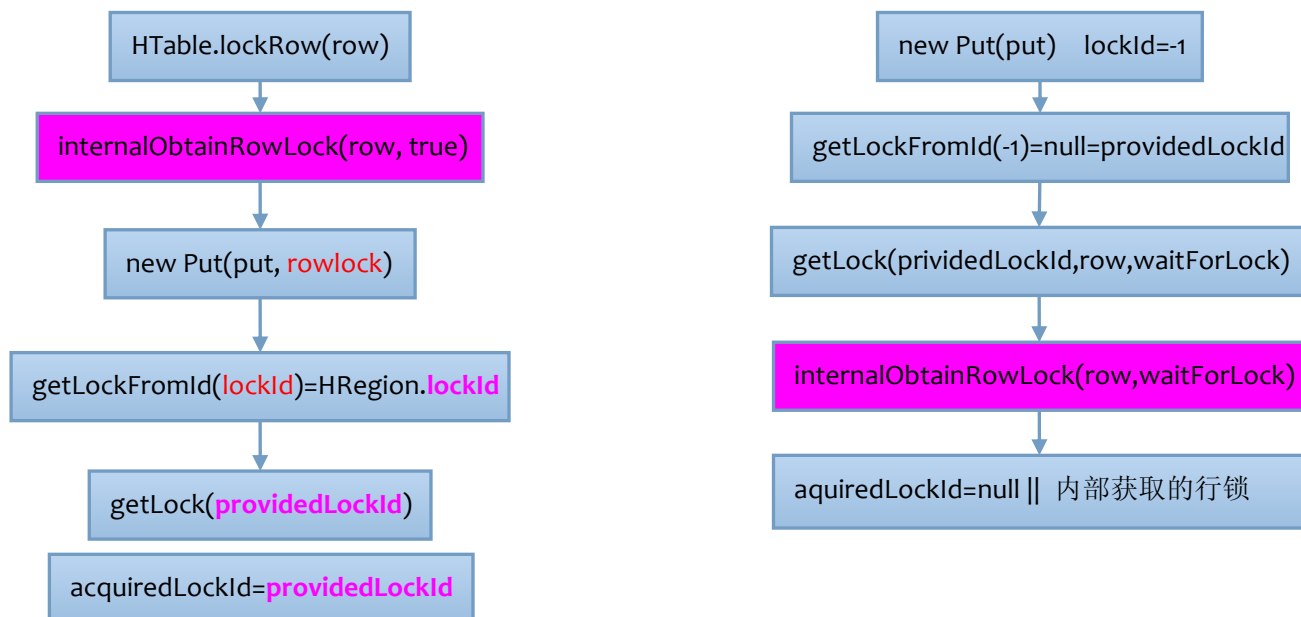 HTable.lockRow(row)
internalObtainRowLock(row, true)
new Put(put, rowlock)
getLockFromId(lockId)=HRegion.lockId
getLock(providedLockId)
acquiredLockId=providedLockId
new Put(put) lockId=-1
getLockFromId(-1)=null=providedLockId
getLock(prividedLockId,row,waitForLock)
internalObtainRowLock(row,waitForLock)
aquiredLockId=null || 内部获取的行锁